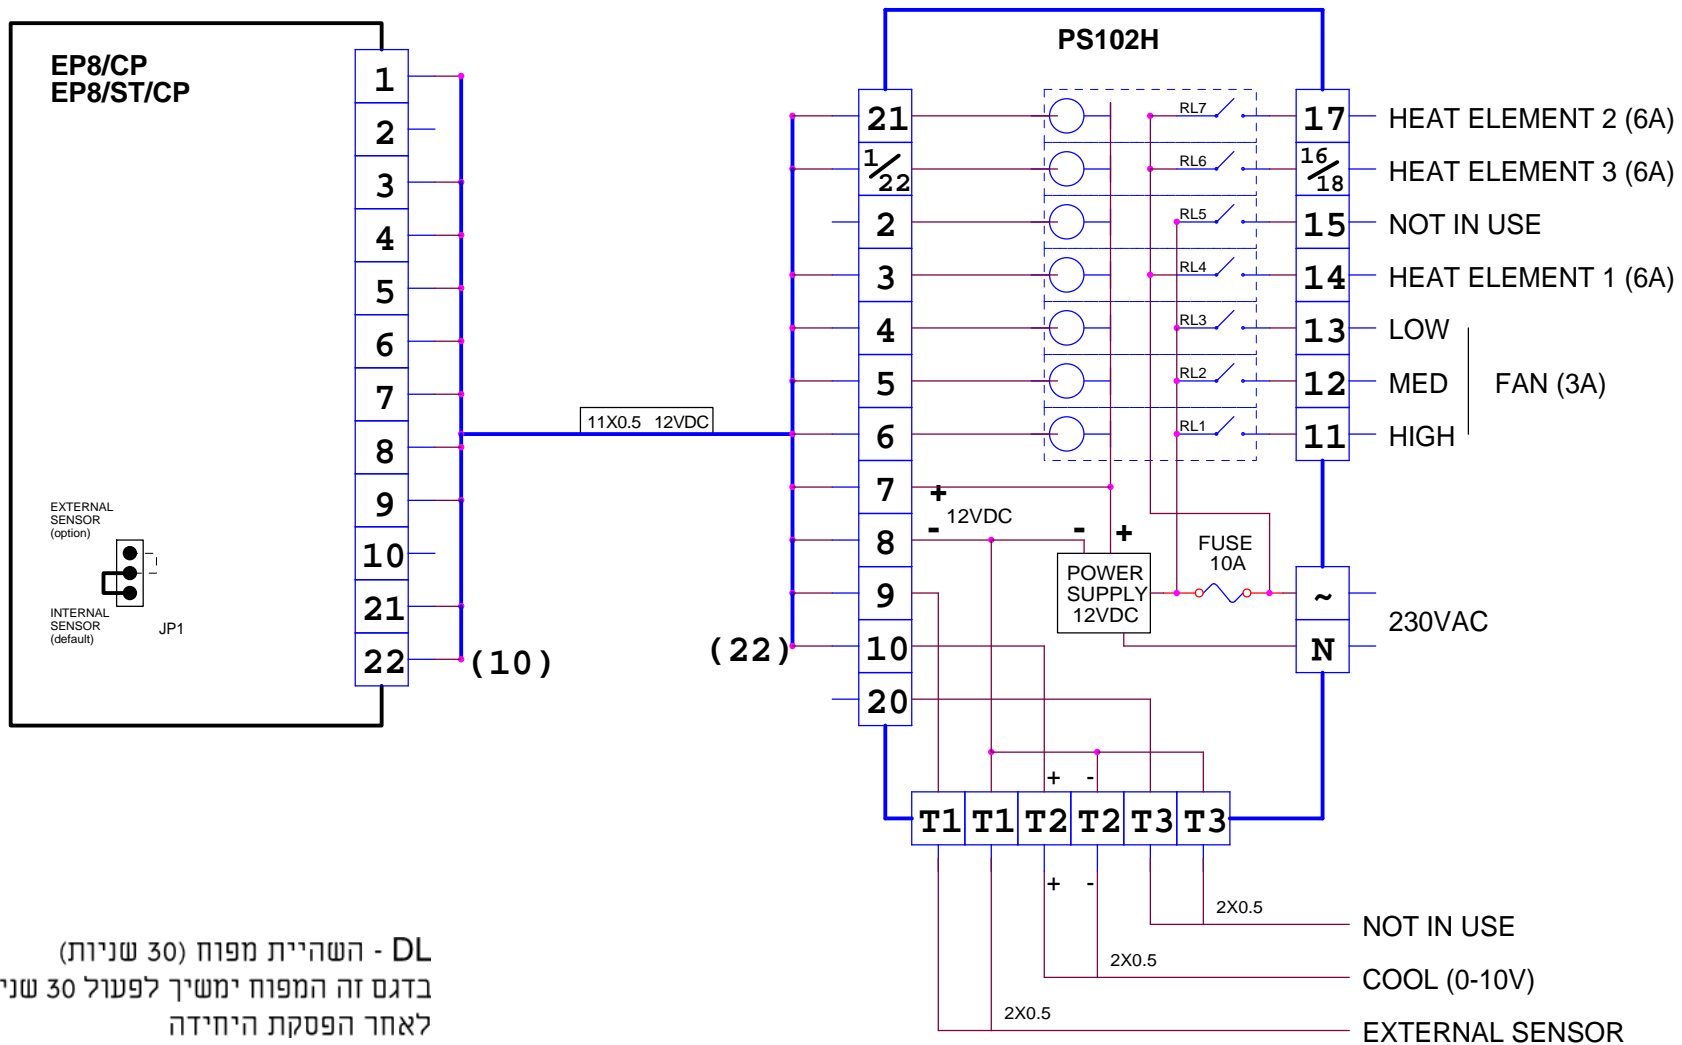 EP8/CP
EP8/ST/CP
1
2
3
4
5
6
7
8
9
10
21
22
(10)
EXTERNAL
SENSOR
(option)
INTERNAL
SENSOR
(default)
JP1
11X0.5 12VDC
(22)
PS102H
21
1/22
2
3
4
5
6
7
8
9
10
20
+
12VDC
-
RL7
RL6
RL5
RL4
RL3
RL2
RL1
- +
POWER
SUPPLY
12VDC
FUSE
10A
17
16/18
15
14
13
12
11
~
N
HEAT ELEMENT 2 (6A)
HEAT ELEMENT 3 (6A)
NOT IN USE
HEAT ELEMENT 1 (6A)
LOW
MED
HIGH
FAN (3A)
230VAC
+ -
T1 T1 T2 T2 T3 T3
+ -
2X0.5
NOT IN USE
2X0.5
COOL (0-10V)
2X0.5
EXTERNAL SENSOR
DL - השהיית מפוח (30 שניות)
בדגם זה המפוח ימשיך לפעול 30
לאחר הפסקת היחידה